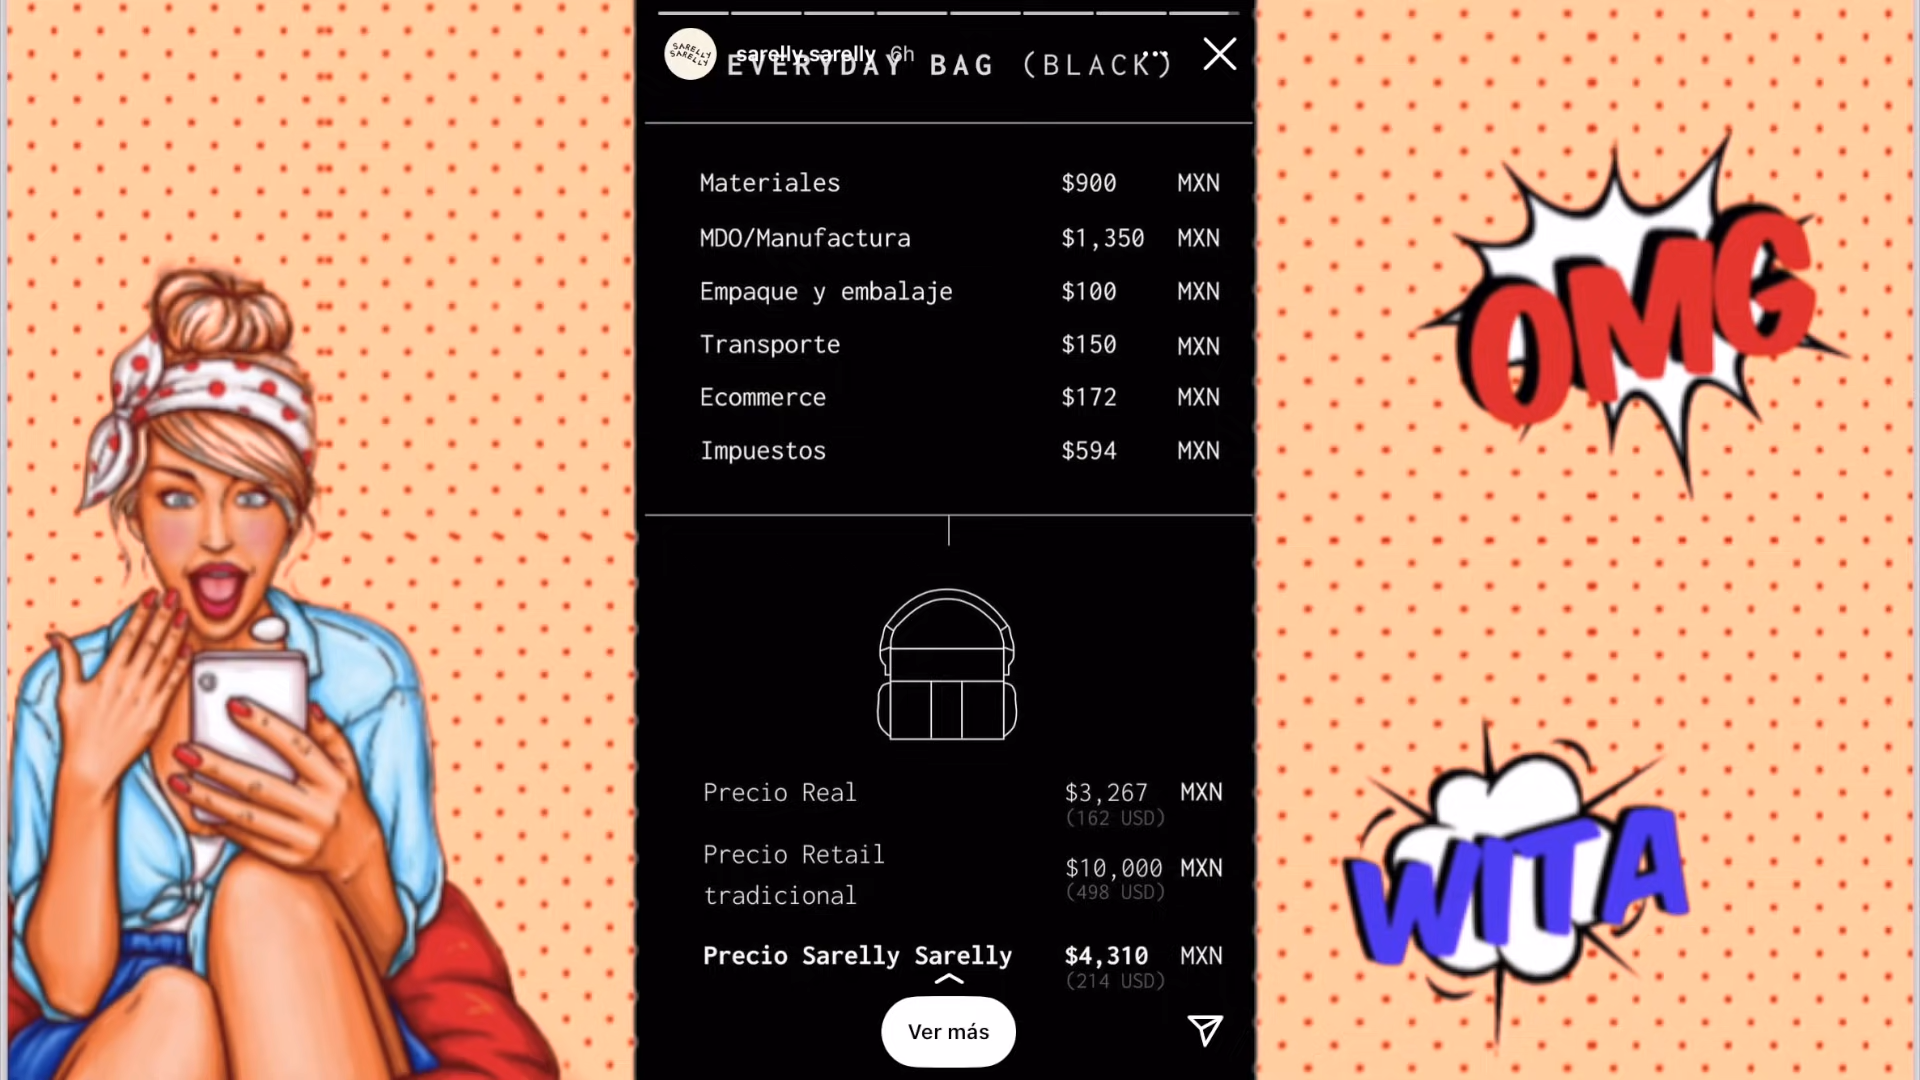 SARELLY
SARELLY
sarelly.sarelly 6h
EVERYDAY BAG (BLACK)
Materiales $900 MXN
MDO/Manufactura $1,350 MXN
Empaque y embalaje $100 MXN
Transporte $150 MXN
Ecommerce $172 MXN
Impuestos $594 MXN
OMG
Precio Real $3,267 MXN
(162 USD)
Precio Retail
tradicional $10,000 MXN
(498 USD)
Precio Sarelly Sarelly $4,310 MXN
(214 USD)
WITA
Ver más